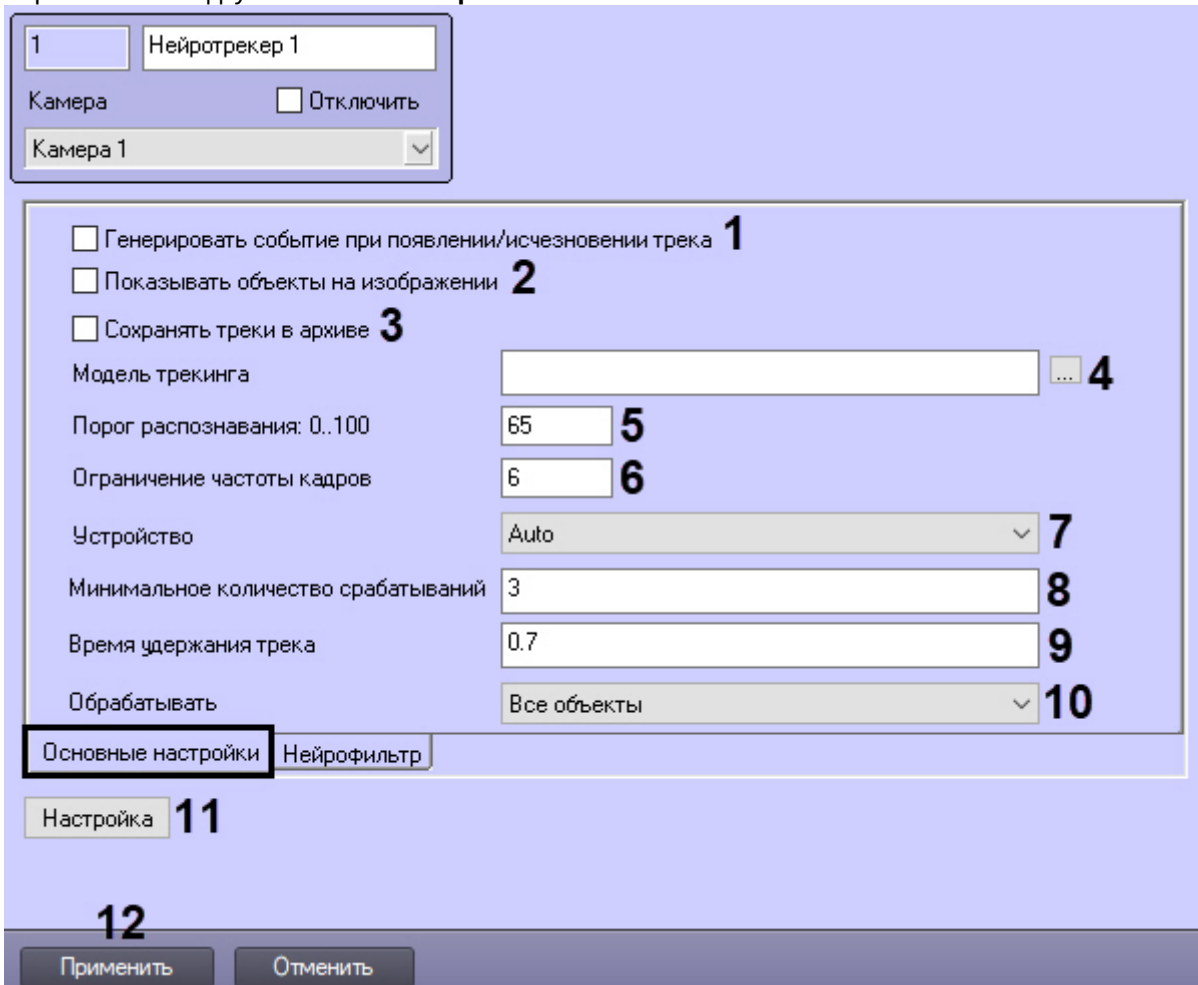 1 Нейротрекер 1
Камера Отключить
Камера 1
Генерировать событие при появлении/исчезновении трека 1
Показывать объекты на изображении 2
Сохранять треки в архиве 3
Модель трекинга ... 4
Порог распознавания: 0..100 65 5
Ограничение частоты кадров 6 6
Устройство Auto 7
Минимальное количество срабатываний 3 8
Время удержания трека 0.7 9
Обрабатывать Все объекты 10
Основные настройки Нейрофильтр
Настройка 11
12
Применить Отменить